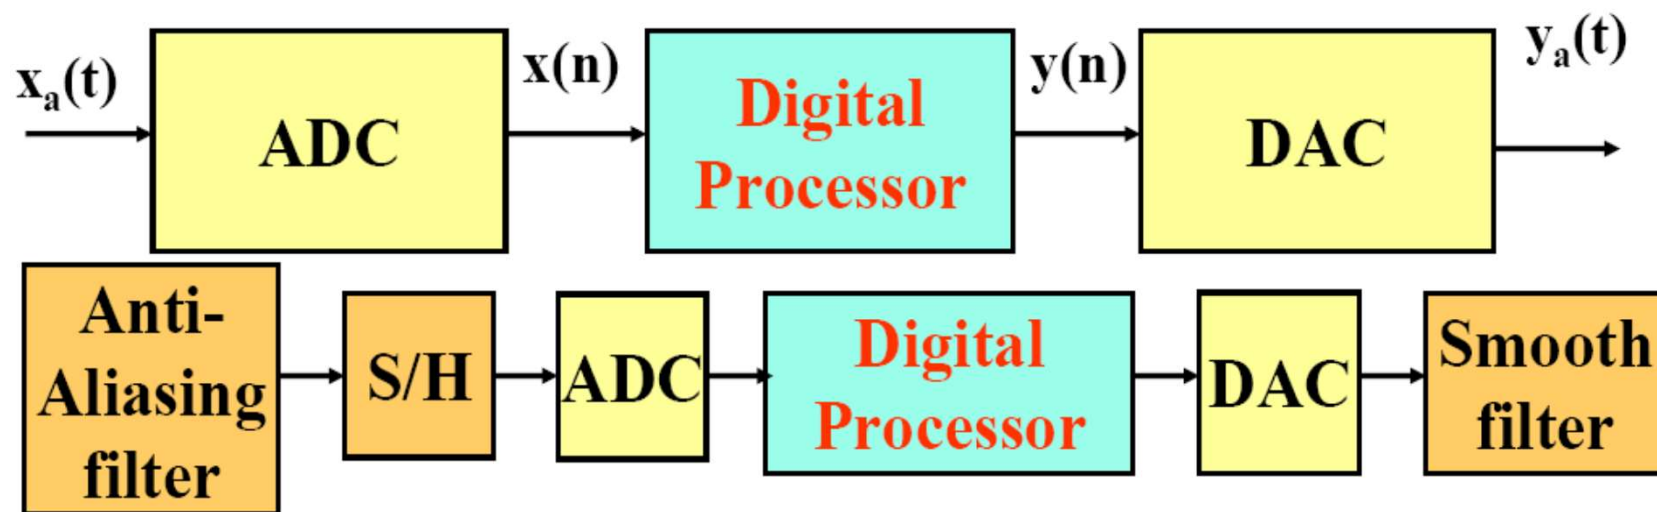 xₐ(t)
ADC
x(n)
Digital
Processor
y(n)
DAC
yₐ(t)
Anti-
Aliasing
filter
S/H
ADC
Digital
Processor
DAC
Smooth
filter